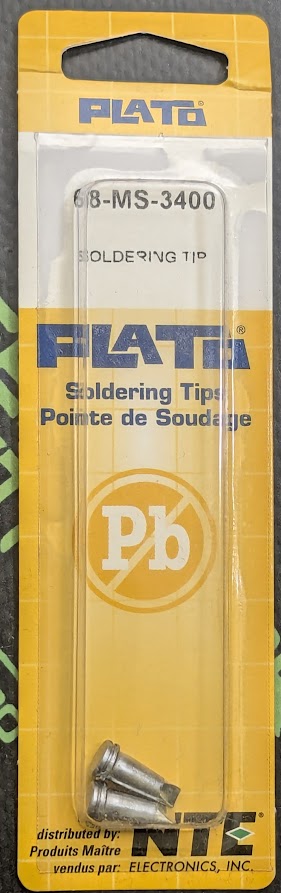 PLATO®
68-MS-3400
SOLDERING TIP
PLATO®
Soldering Tips
Pointe de Soudage
Pb
distributed by:
Produits Maître
vendus par:
NTE®
ELECTRONICS, INC.